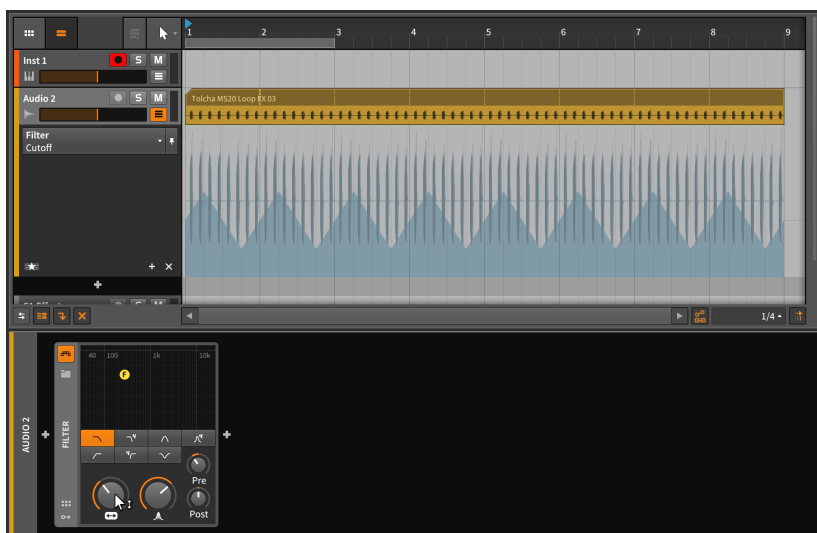 1 2 3 4 5 6 7 8 9
Inst 1
S M
Audio 2
S M
Tolcha MS20 Loop FX 03
Filter
Cutoff
1/4
AUDIO 2
FILTER
40 100 1k 10k
F
Pre
Post